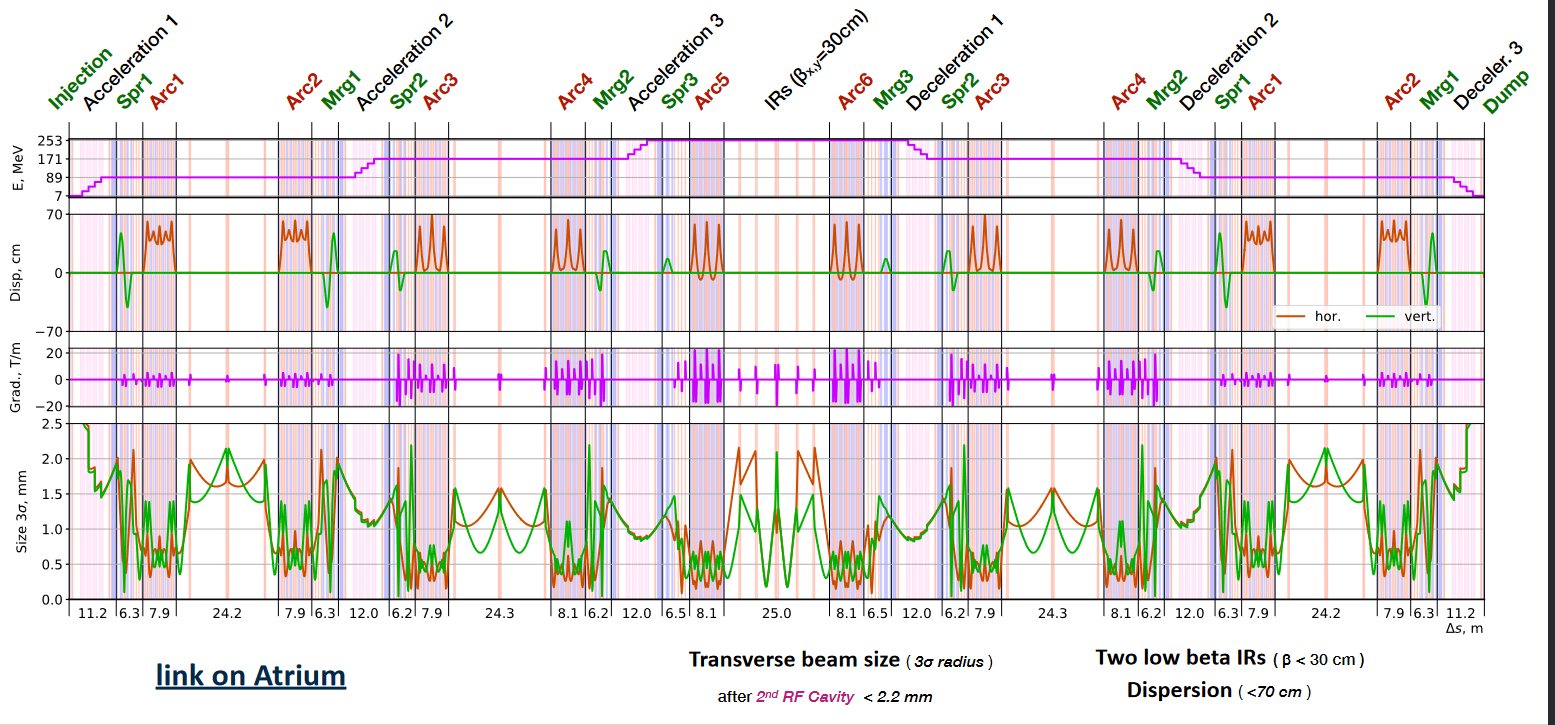 Injection
Acceleration 1
Spr1
Arc1
Arc2
Mrg1
Acceleration 2
Spr2
Arc3
Arc4
Mrg2
Acceleration 3
Spr3
Arc5
IRs (βx,y=30cm)
Arc6
Mrg3
Deceleration 1
Spr2
Arc3
Arc4
Mrg2
Deceleration 2
Spr1
Arc1
Arc2
Mrg1
Deceler. 3
Dump
E, MeV
253
171
89
7
Disp, cm
70
0
−70
hor.
vert.
Grad., T/m
20
0
−20
Size 3σ, mm
2.5
2.0
1.5
1.0
0.5
0.0
11.2 6.3 7.9 24.2 7.9 6.3 12.0 6.2 7.9 24.3 8.1 6.2 12.0 6.5 8.1 25.0 8.1 6.5 12.0 6.2 7.9 24.3 8.1 6.2 12.0 6.3 7.9 24.2 7.9 6.3 11.2
Δs, m
link on Atrium
Transverse beam size ( 3σ radius )
after 2nd RF Cavity < 2.2 mm
Two low beta IRs ( β < 30 cm )
Dispersion ( <70 cm )